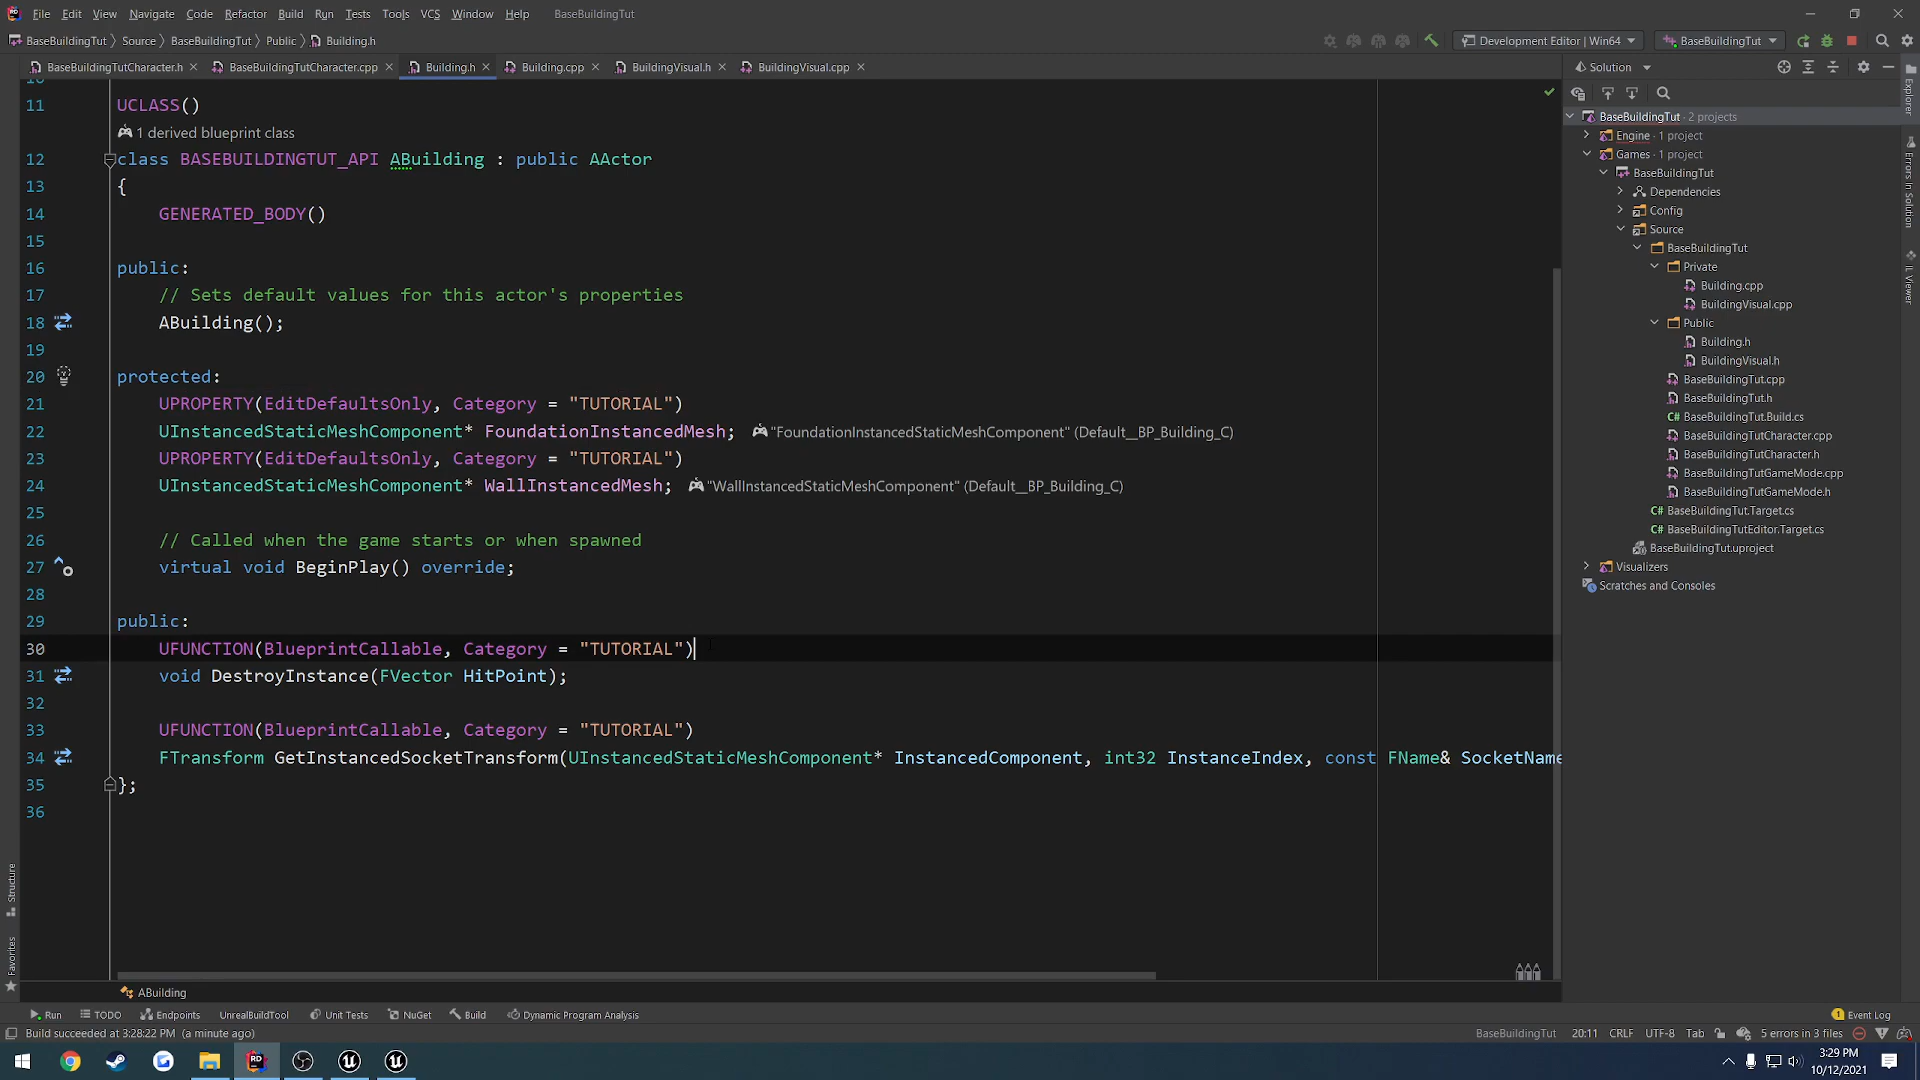 File Edit View Navigate Code Refactor Build Run Tests Tools VCS Window Help BaseBuildingTut
BaseBuildingTut Source BaseBuildingTut Public Building.h
Development Editor | Win64 BaseBuildingTut
BaseBuildingTutCharacter.h BaseBuildingTutCharacter.cpp Building.h Building.cpp BuildingVisual.h BuildingVisual.cpp
Solution
11 UCLASS()
1 derived blueprint class
12 class BASEBUILDINGTUT_API ABuilding : public AActor
13 {
14 GENERATED_BODY()
15
16 public:
17 // Sets default values for this actor's properties
18 ABuilding();
19
20 protected:
21 UPROPERTY(EditDefaultsOnly, Category = "TUTORIAL")
22 UInstancedStaticMeshComponent* FoundationInstancedMesh; "FoundationInstancedStaticMeshComponent" (Default__BP_Building_C)
23 UPROPERTY(EditDefaultsOnly, Category = "TUTORIAL")
24 UInstancedStaticMeshComponent* WallInstancedMesh; "WallInstancedStaticMeshComponent" (Default__BP_Building_C)
25
26 // Called when the game starts or when spawned
27 virtual void BeginPlay() override;
28
29 public:
30 UFUNCTION(BlueprintCallable, Category = "TUTORIAL")
31 void DestroyInstance(FVector HitPoint);
32
33 UFUNCTION(BlueprintCallable, Category = "TUTORIAL")
34 FTransform GetInstancedSocketTransform(UInstancedStaticMeshComponent* InstancedComponent, int32 InstanceIndex, const FName& SocketName
35 };
36
BaseBuildingTut · 2 projects
Engine · 1 project
Games · 1 project
BaseBuildingTut
Dependencies
Config
Source
BaseBuildingTut
Private
Building.cpp
BuildingVisual.cpp
Public
Building.h
BuildingVisual.h
BaseBuildingTut.cpp
BaseBuildingTut.h
BaseBuildingTut.Build.cs
BaseBuildingTutCharacter.cpp
BaseBuildingTutCharacter.h
BaseBuildingTutGameMode.cpp
BaseBuildingTutGameMode.h
BaseBuildingTut.Target.cs
BaseBuildingTutEditor.Target.cs
BaseBuildingTut.uproject
Visualizers
Scratches and Consoles
Explorer
Errors In Solution
IL Viewer
Structure
Favorites
ABuilding
Run TODO Endpoints UnrealBuildTool Unit Tests NuGet Build Dynamic Program Analysis 1 Event Log
Build succeeded at 3:28:22 PM (a minute ago) BaseBuildingTut 20:11 CRLF UTF-8 Tab 5 errors in 3 files
RD
3:29 PM
10/12/2021